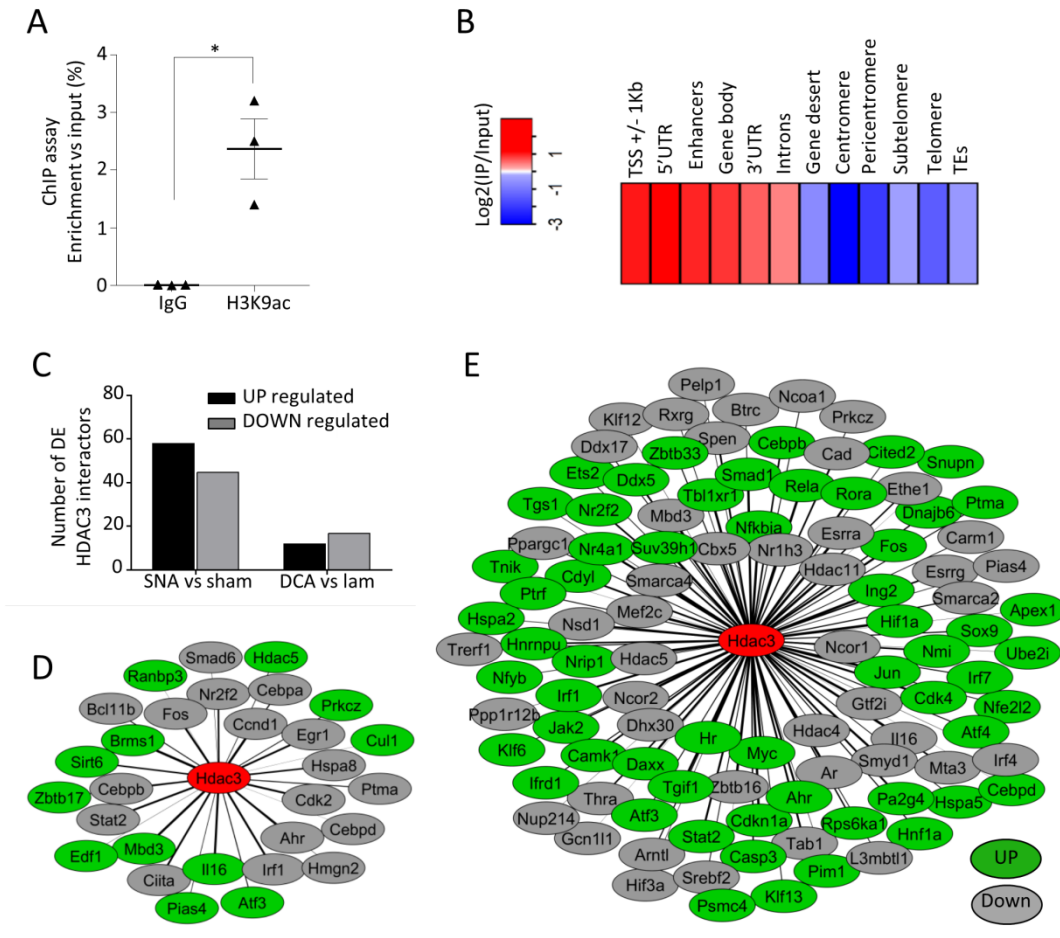 A
ChIP assay
Enrichment vs input (%)
4
3
2
1
0
*
IgG
H3K9ac
B
Log2(IP/Input)
1
-1
-3
TSS +/- 1Kb
5'UTR
Enhancers
Gene body
3'UTR
Introns
Gene desert
Centromere
Pericentromere
Subtelomere
Telomere
TEs
C
Number of DE
HDAC3 interactors
80
60
40
20
0
UP regulated
DOWN regulated
SNA vs sham
DCA vs lam
D
Smad6
Hdac5
Ranbp3
Nr2f2
Cebpa
Prkcz
Bcl11b
Fos
Ccnd1
Egr1
Cul1
Brms1
Sirt6
Hdac3
Hspa8
Zbtb17
Cebpb
Cdk2
Ptma
Stat2
Ahr
Cebpd
Edf1
Mbd3
Ciita
Il16
Irf1
Hmgn2
Pias4
Atf3
E
Pelp1
Ncoa1
Klf12
Rxrg
Btrc
Prkcz
Ddx17
Spen
Cebpb
Zbtb33
Cad
Cited2
Ets2
Ddx5
Smad1
Snupn
Tbl1xr1
Rela
Rora
Ethe1
Tgs1
Nr2f2
Ptma
Mbd3
Nfkbia
Dnajb6
Ppargc1
Nr4a1
Suv39h1
Cbx5
Nr1h3
Esrra
Fos
Carm1
Tnik
Cdyl
Smarca4
Hdac11
Esrrg
Pias4
Ptrf
Ing2
Smarca2
Hspa2
Nsd1
Mef2c
Hif1a
Apex1
Trerf1
Hnrnpu
Hdac3
Sox9
Nrip1
Hdac5
Ncor1
Nmi
Ube2i
Nfyb
Jun
Irf7
Irf1
Ncor2
Cdk4
Ppp1r12b
Jak2
Dhx30
Gtf2i
Nfe2l2
Klf6
Camk1
Hr
Hdac4
Il16
Atf4
Daxx
Myc
Smyd1
Mta3
Irf4
Ifrd1
Tgif1
Zbtb16
Ar
Thra
Ahr
Pa2g4
Hspa5
Cebpd
Nup214
Atf3
Cdkn1a
Rps6ka1
Hnf1a
Gcn1l1
Stat2
Tab1
Arntl
Casp3
L3mbtl1
Hif3a
Srebf2
Pim1
Psmc4
Klf13
UP
Down